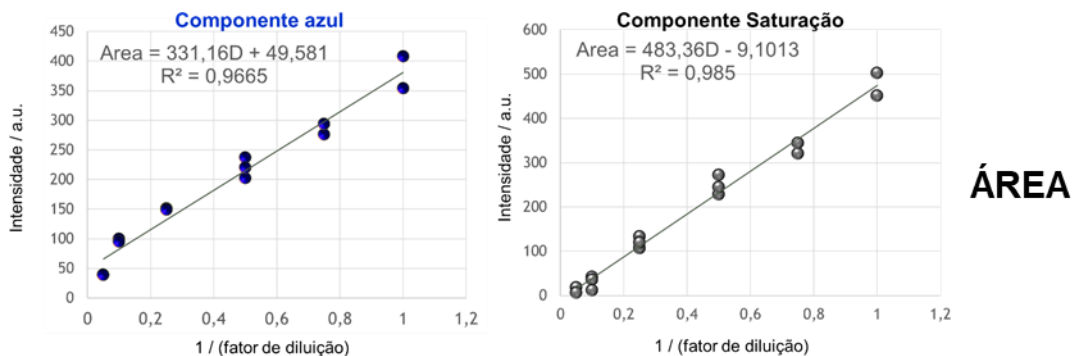 Componente azul
Area = 331,16D + 49,581
R² = 0,9665
Intensidade / a.u.
450
400
350
300
250
200
150
100
50
0
0 0,2 0,4 0,6 0,8 1 1,2
1 / (fator de diluição)
Componente Saturação
Area = 483,36D - 9,1013
R² = 0,985
Intensidade / a.u.
600
500
400
300
200
100
0
0 0,2 0,4 0,6 0,8 1 1,2
1 / (fator de diluição)
ÁREA